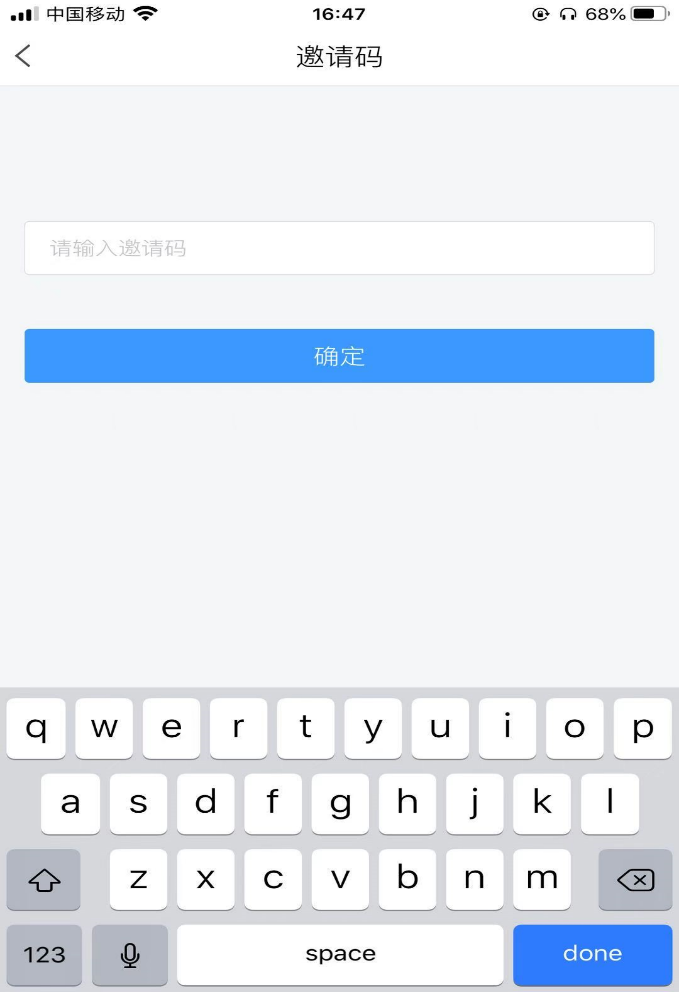 中国移动 16:47 68%
邀请码
请输入邀请码
确定
q w e r t y u i o p
a s d f g h j k l
z x c v b n m
123 space done